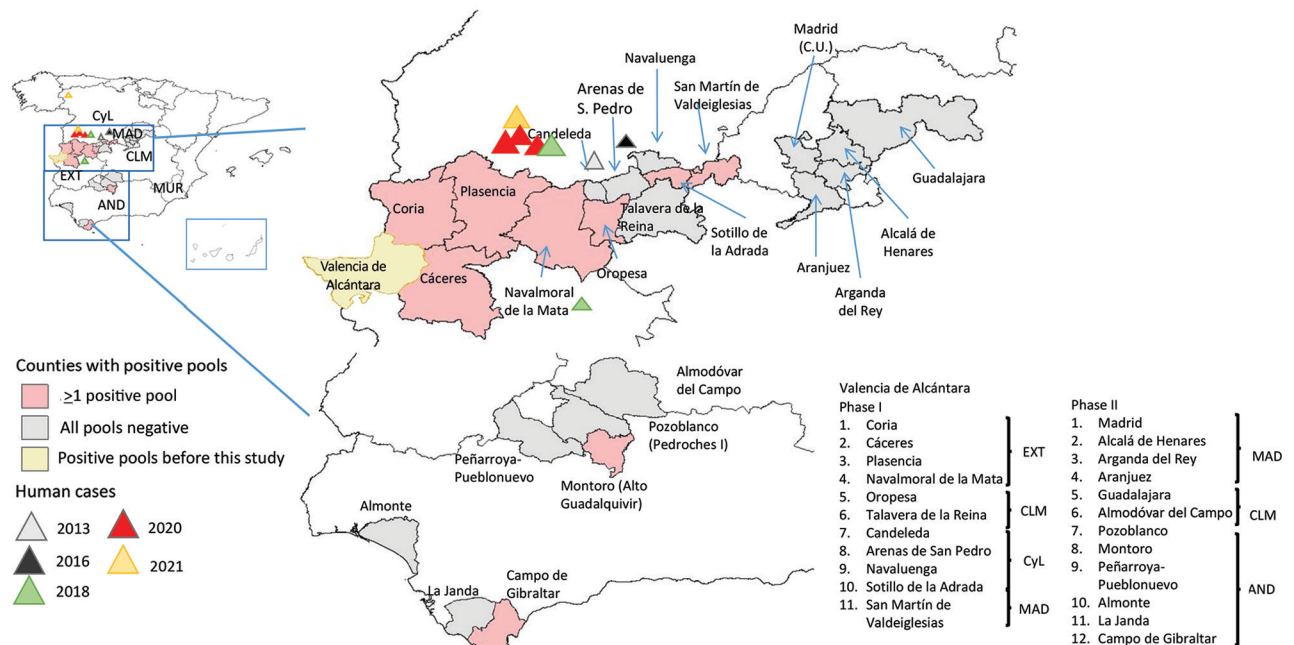 CyL
MAD
CLM
EXT
MUR
AND
Madrid
(C.U.)
Navaluenga
Arenas de
S. Pedro
San Martín de
Valdeiglesias
Candeleda
Guadalajara
Plasencia
Coria
Talavera de la
Reina
Sotillo de
la Adrada
Alcalá de
Henares
Valencia de
Alcántara
Cáceres
Oropesa
Aranjuez
Navalmoral
de la Mata
Arganda
del Rey
Counties with positive pools
≥1 positive pool
All pools negative
Positive pools before this study
Human cases
2013
2020
2016
2021
2018
Almodóvar
del Campo
Pozoblanco
(Pedroches I)
Peñarroya-
Pueblonuevo
Montoro (Alto
Guadalquivir)
Almonte
La Janda
Campo de
Gibraltar
Valencia de Alcántara
Phase I
1. Coria
2. Cáceres
3. Plasencia
4. Navalmoral de la Mata
EXT
5. Oropesa
6. Talavera de la Reina
CLM
7. Candeleda
8. Arenas de San Pedro
9. Navaluenga
10. Sotillo de la Adrada
CyL
11. San Martín de
Valdeiglesias
MAD
Phase II
1. Madrid
2. Alcalá de Henares
3. Arganda del Rey
4. Aranjuez
MAD
5. Guadalajara
6. Almodóvar del Campo
CLM
7. Pozoblanco
8. Montoro
9. Peñarroya-
Pueblonuevo
10. Almonte
11. La Janda
12. Campo de Gibraltar
AND